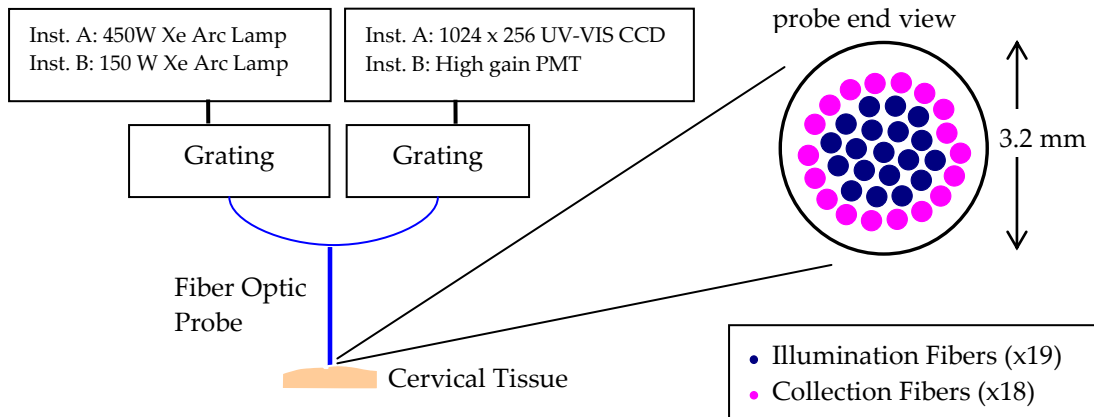 Inst. A: 450W Xe Arc Lamp
Inst. B: 150 W Xe Arc Lamp
Inst. A: 1024 x 256 UV-VIS CCD
Inst. B: High gain PMT
probe end view
Grating
Grating
3.2 mm
Fiber Optic
Probe
Cervical Tissue
Illumination Fibers (x19)
Collection Fibers (x18)